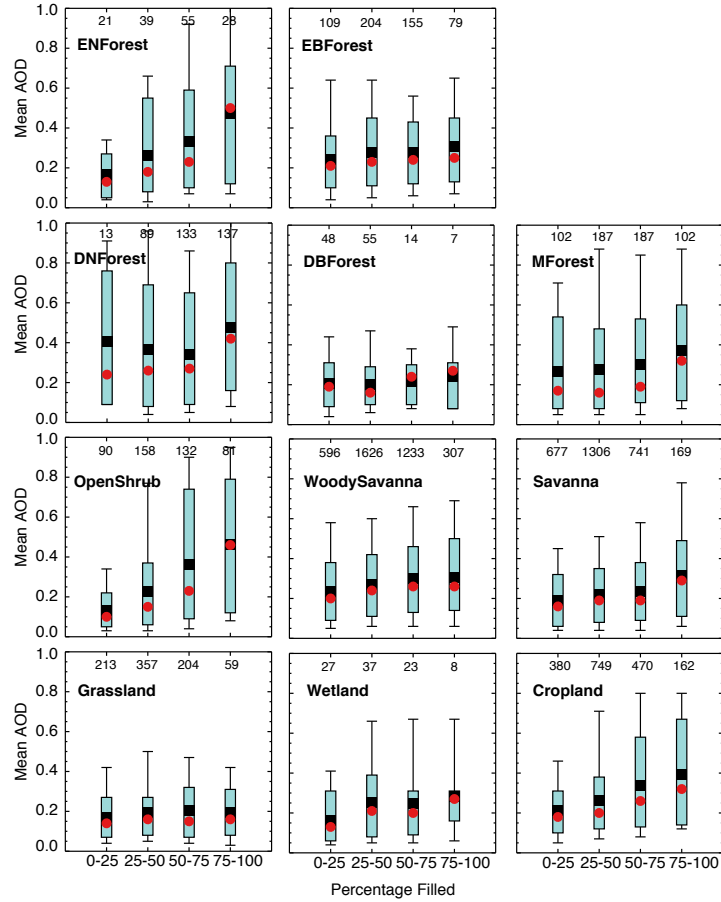 1.0
0.8
0.6
0.4
0.2
0.0
Mean AOD
21 39 55 28
ENForest
109 204 155 79
EBForest
1.0
0.8
0.6
0.4
0.2
0.0
Mean AOD
13 89 133 137
DNForest
48 55 14 7
DBForest
102 187 187 102
MForest
1.0
0.8
0.6
0.4
0.2
0.0
Mean AOD
90 158 132 81
OpenShrub
596 1626 1233 307
WoodySavanna
677 1306 741 169
Savanna
1.0
0.8
0.6
0.4
0.2
0.0
Mean AOD
213 357 204 59
Grassland
27 37 23 8
Wetland
380 749 470 162
Cropland
0-25 25-50 50-75 75-100
0-25 25-50 50-75 75-100
0-25 25-50 50-75 75-100
Percentage Filled